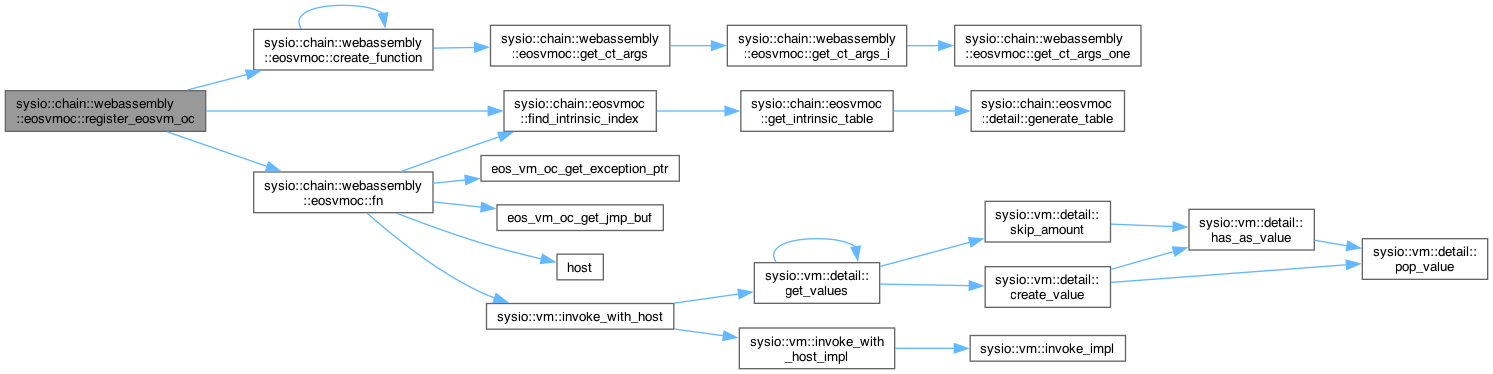 sysio::chain::webassembly
::eosvmoc::register_eosvm_oc
sysio::chain::webassembly
::eosvmoc::create_function
sysio::chain::webassembly
::eosvmoc::get_ct_args
sysio::chain::webassembly
::eosvmoc::get_ct_args_i
sysio::chain::webassembly
::eosvmoc::get_ct_args_one
sysio::chain::eosvmoc
::find_intrinsic_index
sysio::chain::eosvmoc
::get_intrinsic_table
sysio::chain::eosvmoc
::detail::generate_table
sysio::chain::webassembly
::eosvmoc::fn
eos_vm_oc_get_exception_ptr
eos_vm_oc_get_jmp_buf
host
sysio::vm::invoke_with_host
sysio::vm::detail::
get_values
sysio::vm::detail::
skip_amount
sysio::vm::detail::
has_as_value
sysio::vm::detail::
create_value
sysio::vm::detail::
pop_value
sysio::vm::invoke_with
_host_impl
sysio::vm::invoke_impl